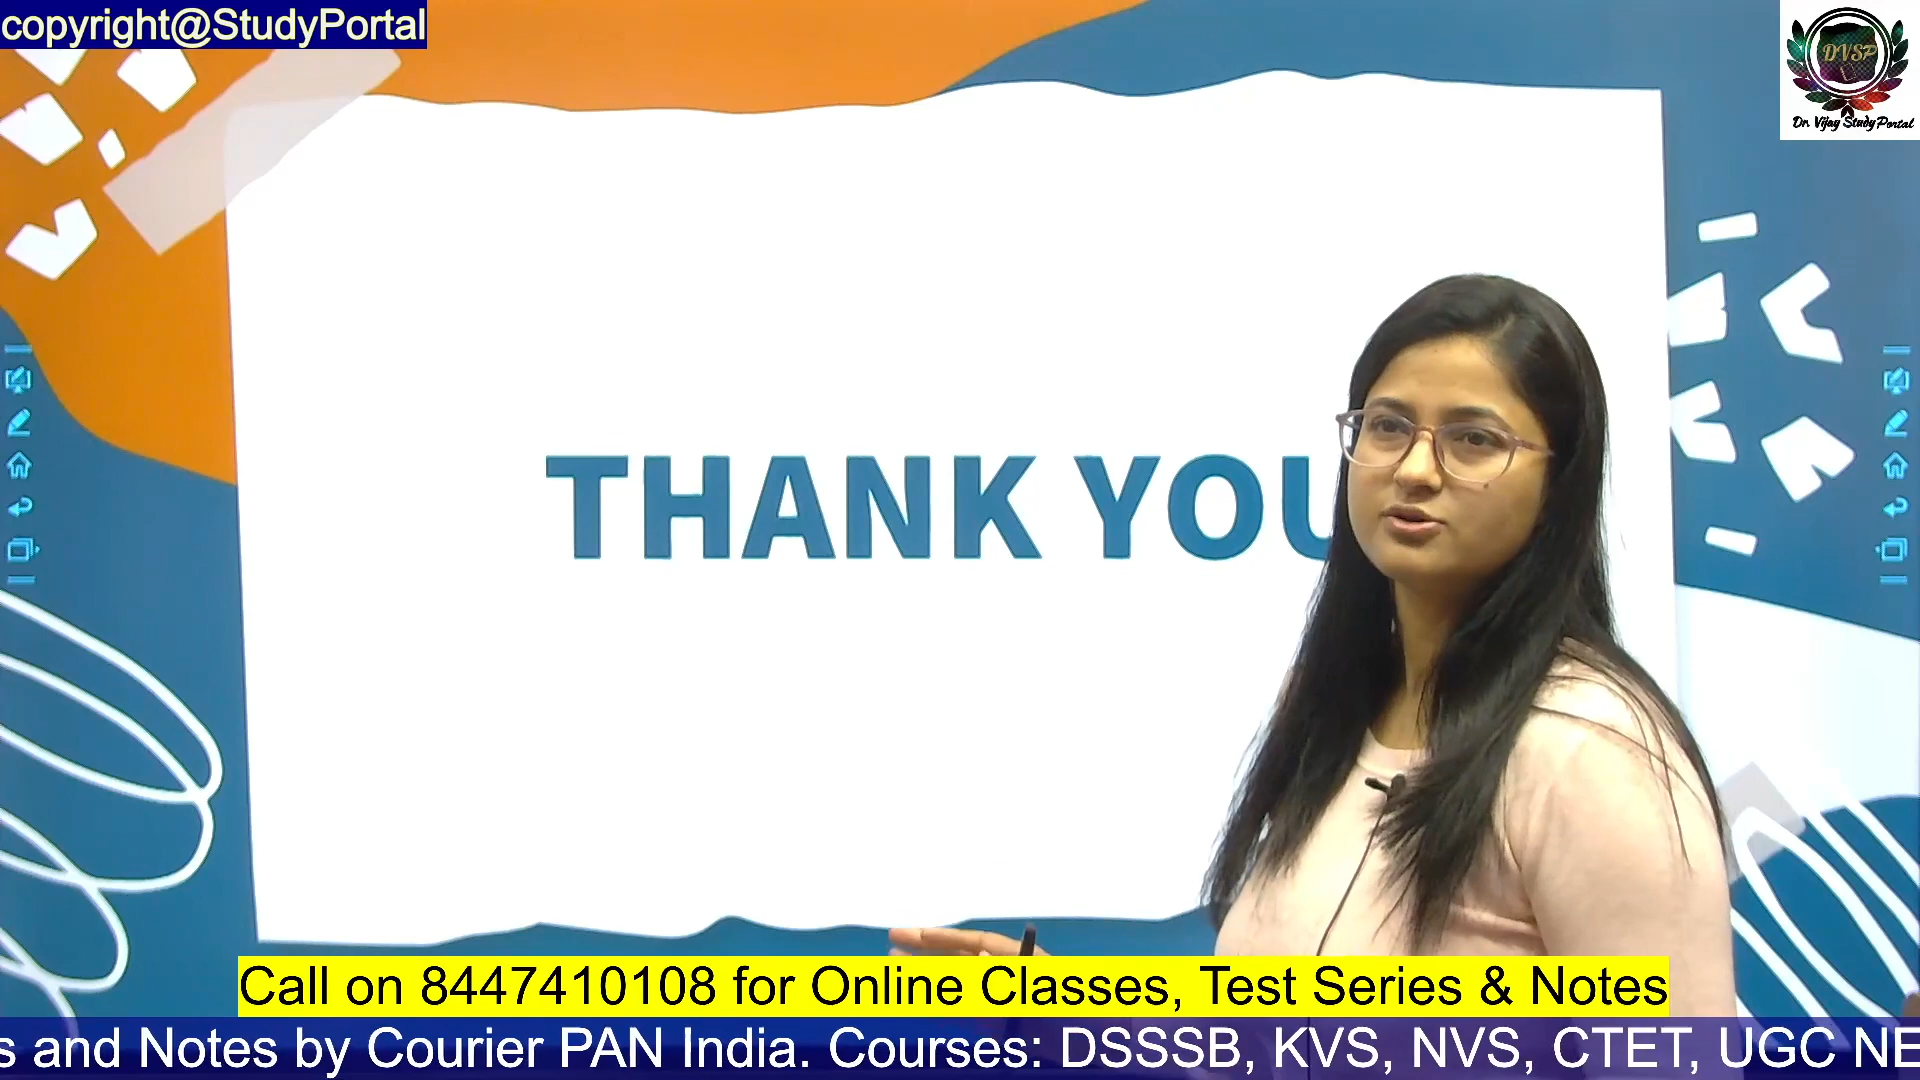 copyright@StudyPortal
DVSP
Dr. Vijay Study Portal
THANK YOU
Call on 8447410108 for Online Classes, Test Series & Notes
s and Notes by Courier PAN India. Courses: DSSSB, KVS, NVS, CTET, UGC NE